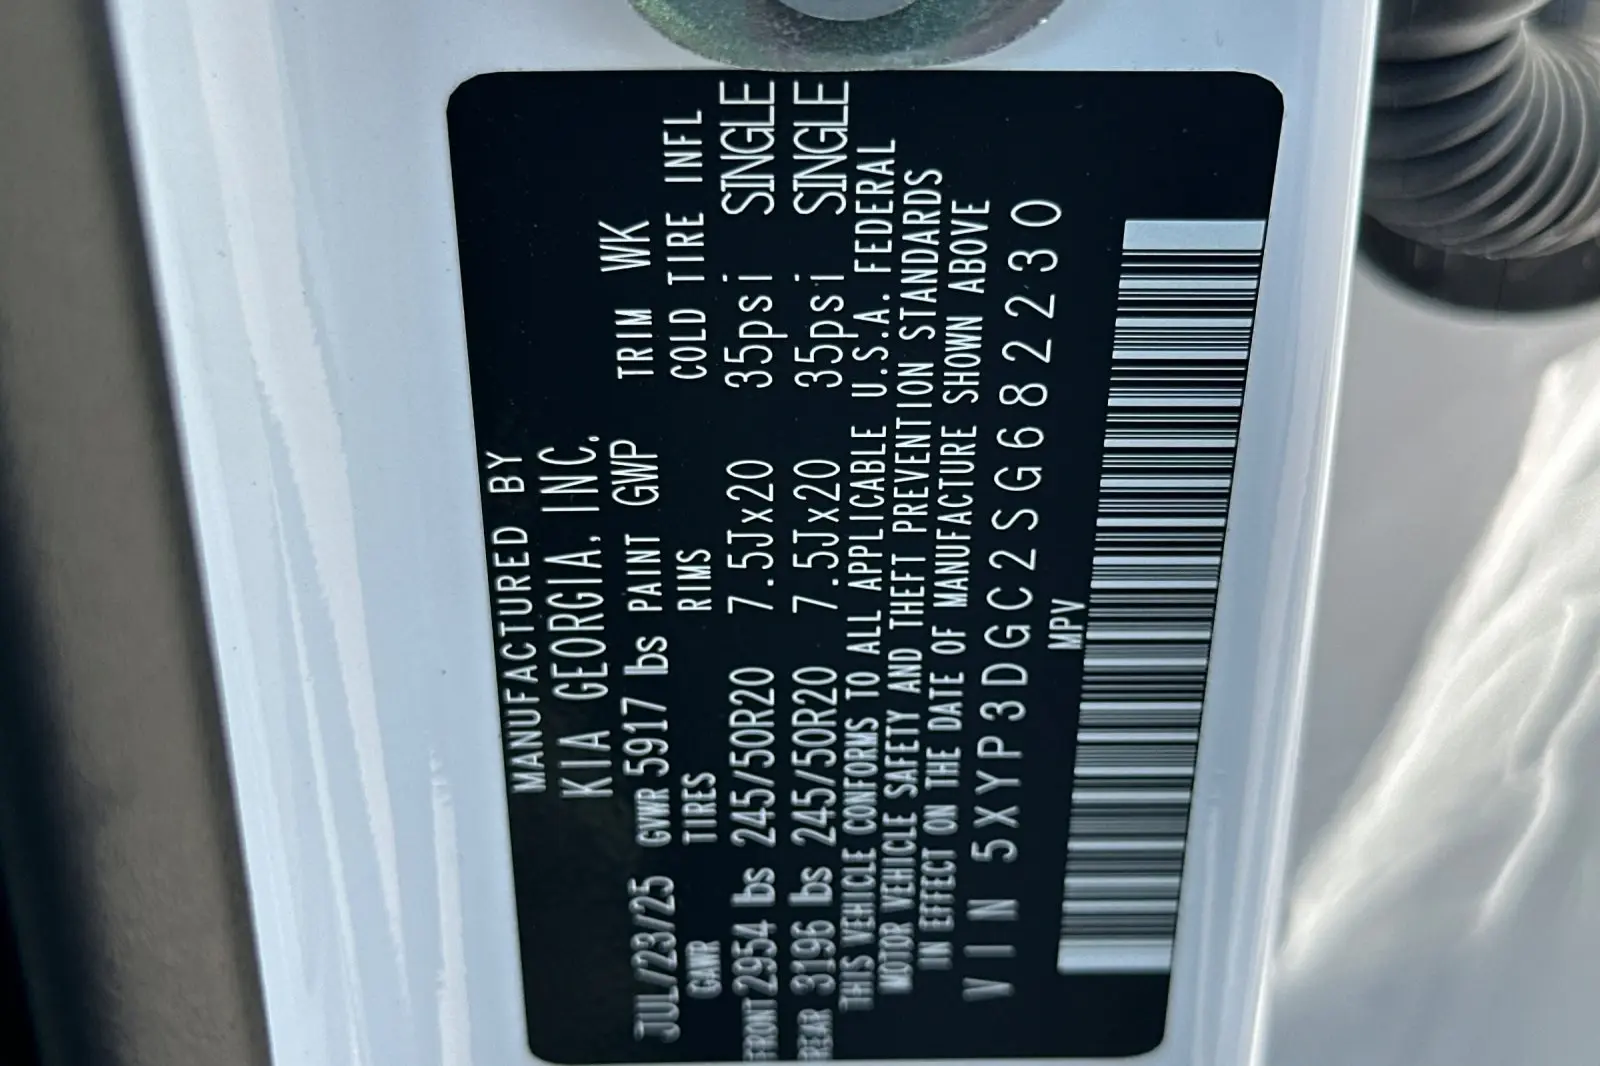 MANUFACTURED BY
KIA GEORGIA, INC.
JUL/23/25 GVWR 5917 lbs PAINT GWP TRIM WK
GAWR TIRES RIMS COLD TIRE INFL
FRONT 2954 lbs 245/50R20 7.5Jx20 35psi SINGLE
REAR 3196 lbs 245/50R20 7.5Jx20 35psi SINGLE
THIS VEHICLE CONFORMS TO ALL APPLICABLE U.S.A. FEDERAL
MOTOR VEHICLE SAFETY AND THEFT PREVENTION STANDARDS
IN EFFECT ON THE DATE OF MANUFACTURE SHOWN ABOVE
VIN 5XYP3DGC2SG682230
MPV